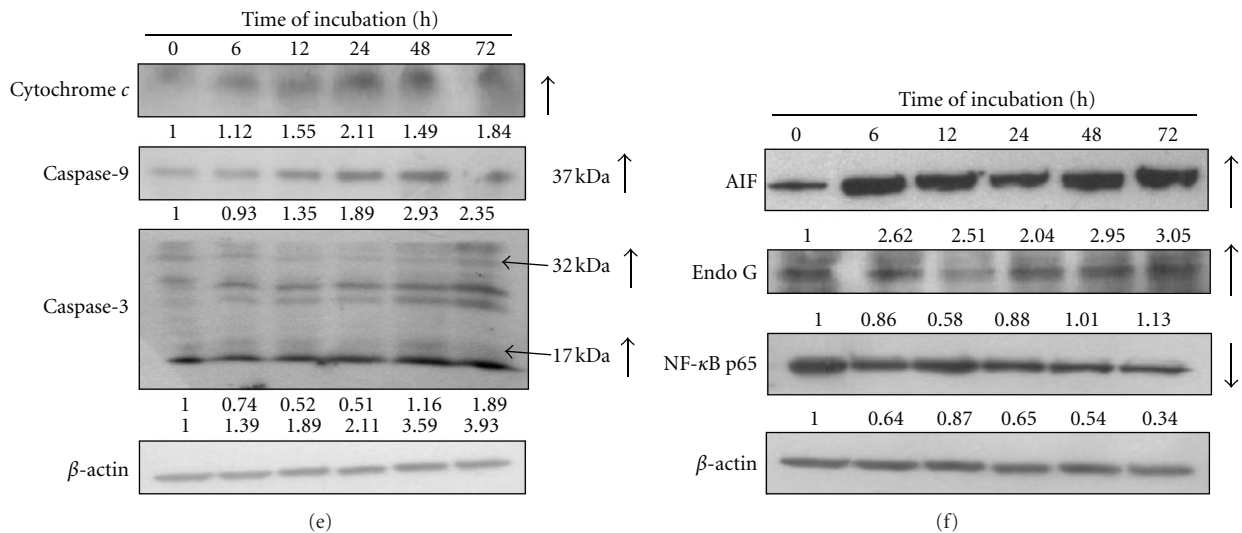 Time of incubation (h)
0 6 12 24 48 72
Cytochrome c
1 1.12 1.55 2.11 1.49 1.84
Caspase-9 37 kDa
1 0.93 1.35 1.89 2.93 2.35
32 kDa
Caspase-3
17 kDa
1 0.74 0.52 0.51 1.16 1.89
1 1.39 1.89 2.11 3.59 3.93
β-actin
(e)
Time of incubation (h)
0 6 12 24 48 72
AIF
1 2.62 2.51 2.04 2.95 3.05
Endo G
1 0.86 0.58 0.88 1.01 1.13
NF-κB p65
1 0.64 0.87 0.65 0.54 0.34
β-actin
(f)